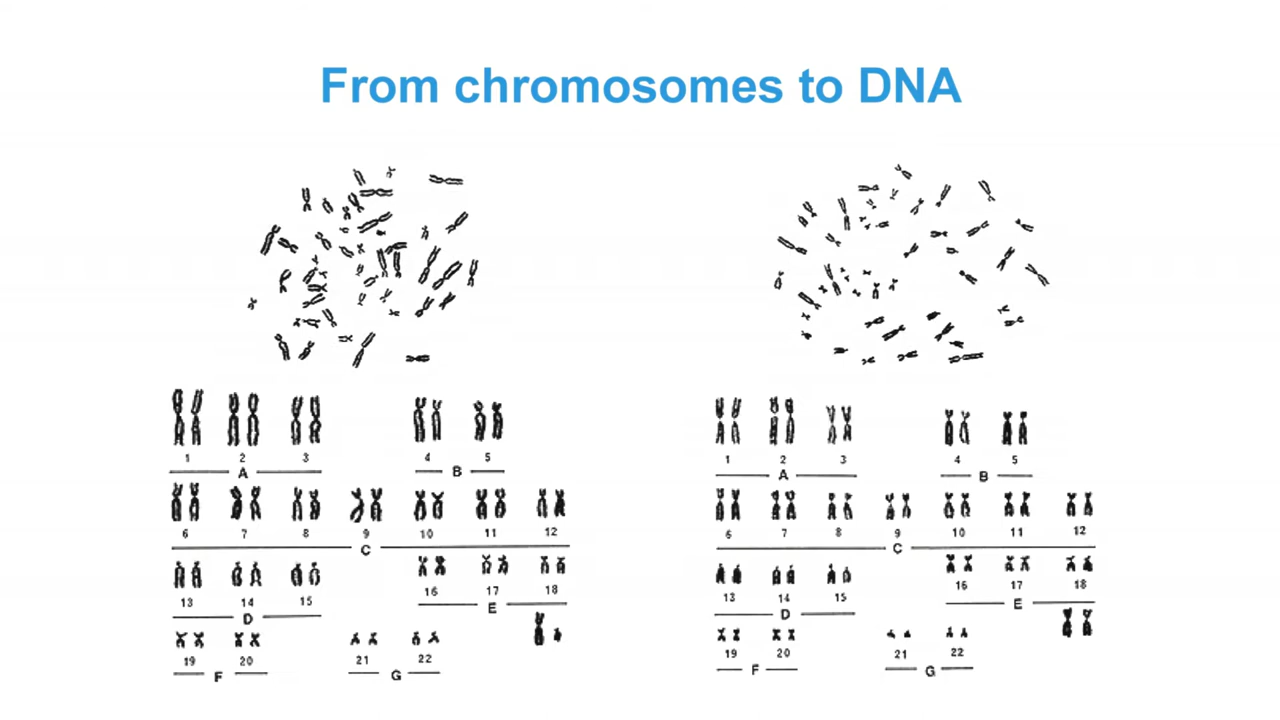 From chromosomes to DNA
1 2 3 4 5
A B
6 7 8 9 10 11 12
C
13 14 15 16 17 18
D E
19 20 21 22
F G
1 2 3 4 5
A B
6 7 8 9 10 11 12
C
13 14 15 16 17 18
D E
19 20 21 22
F G